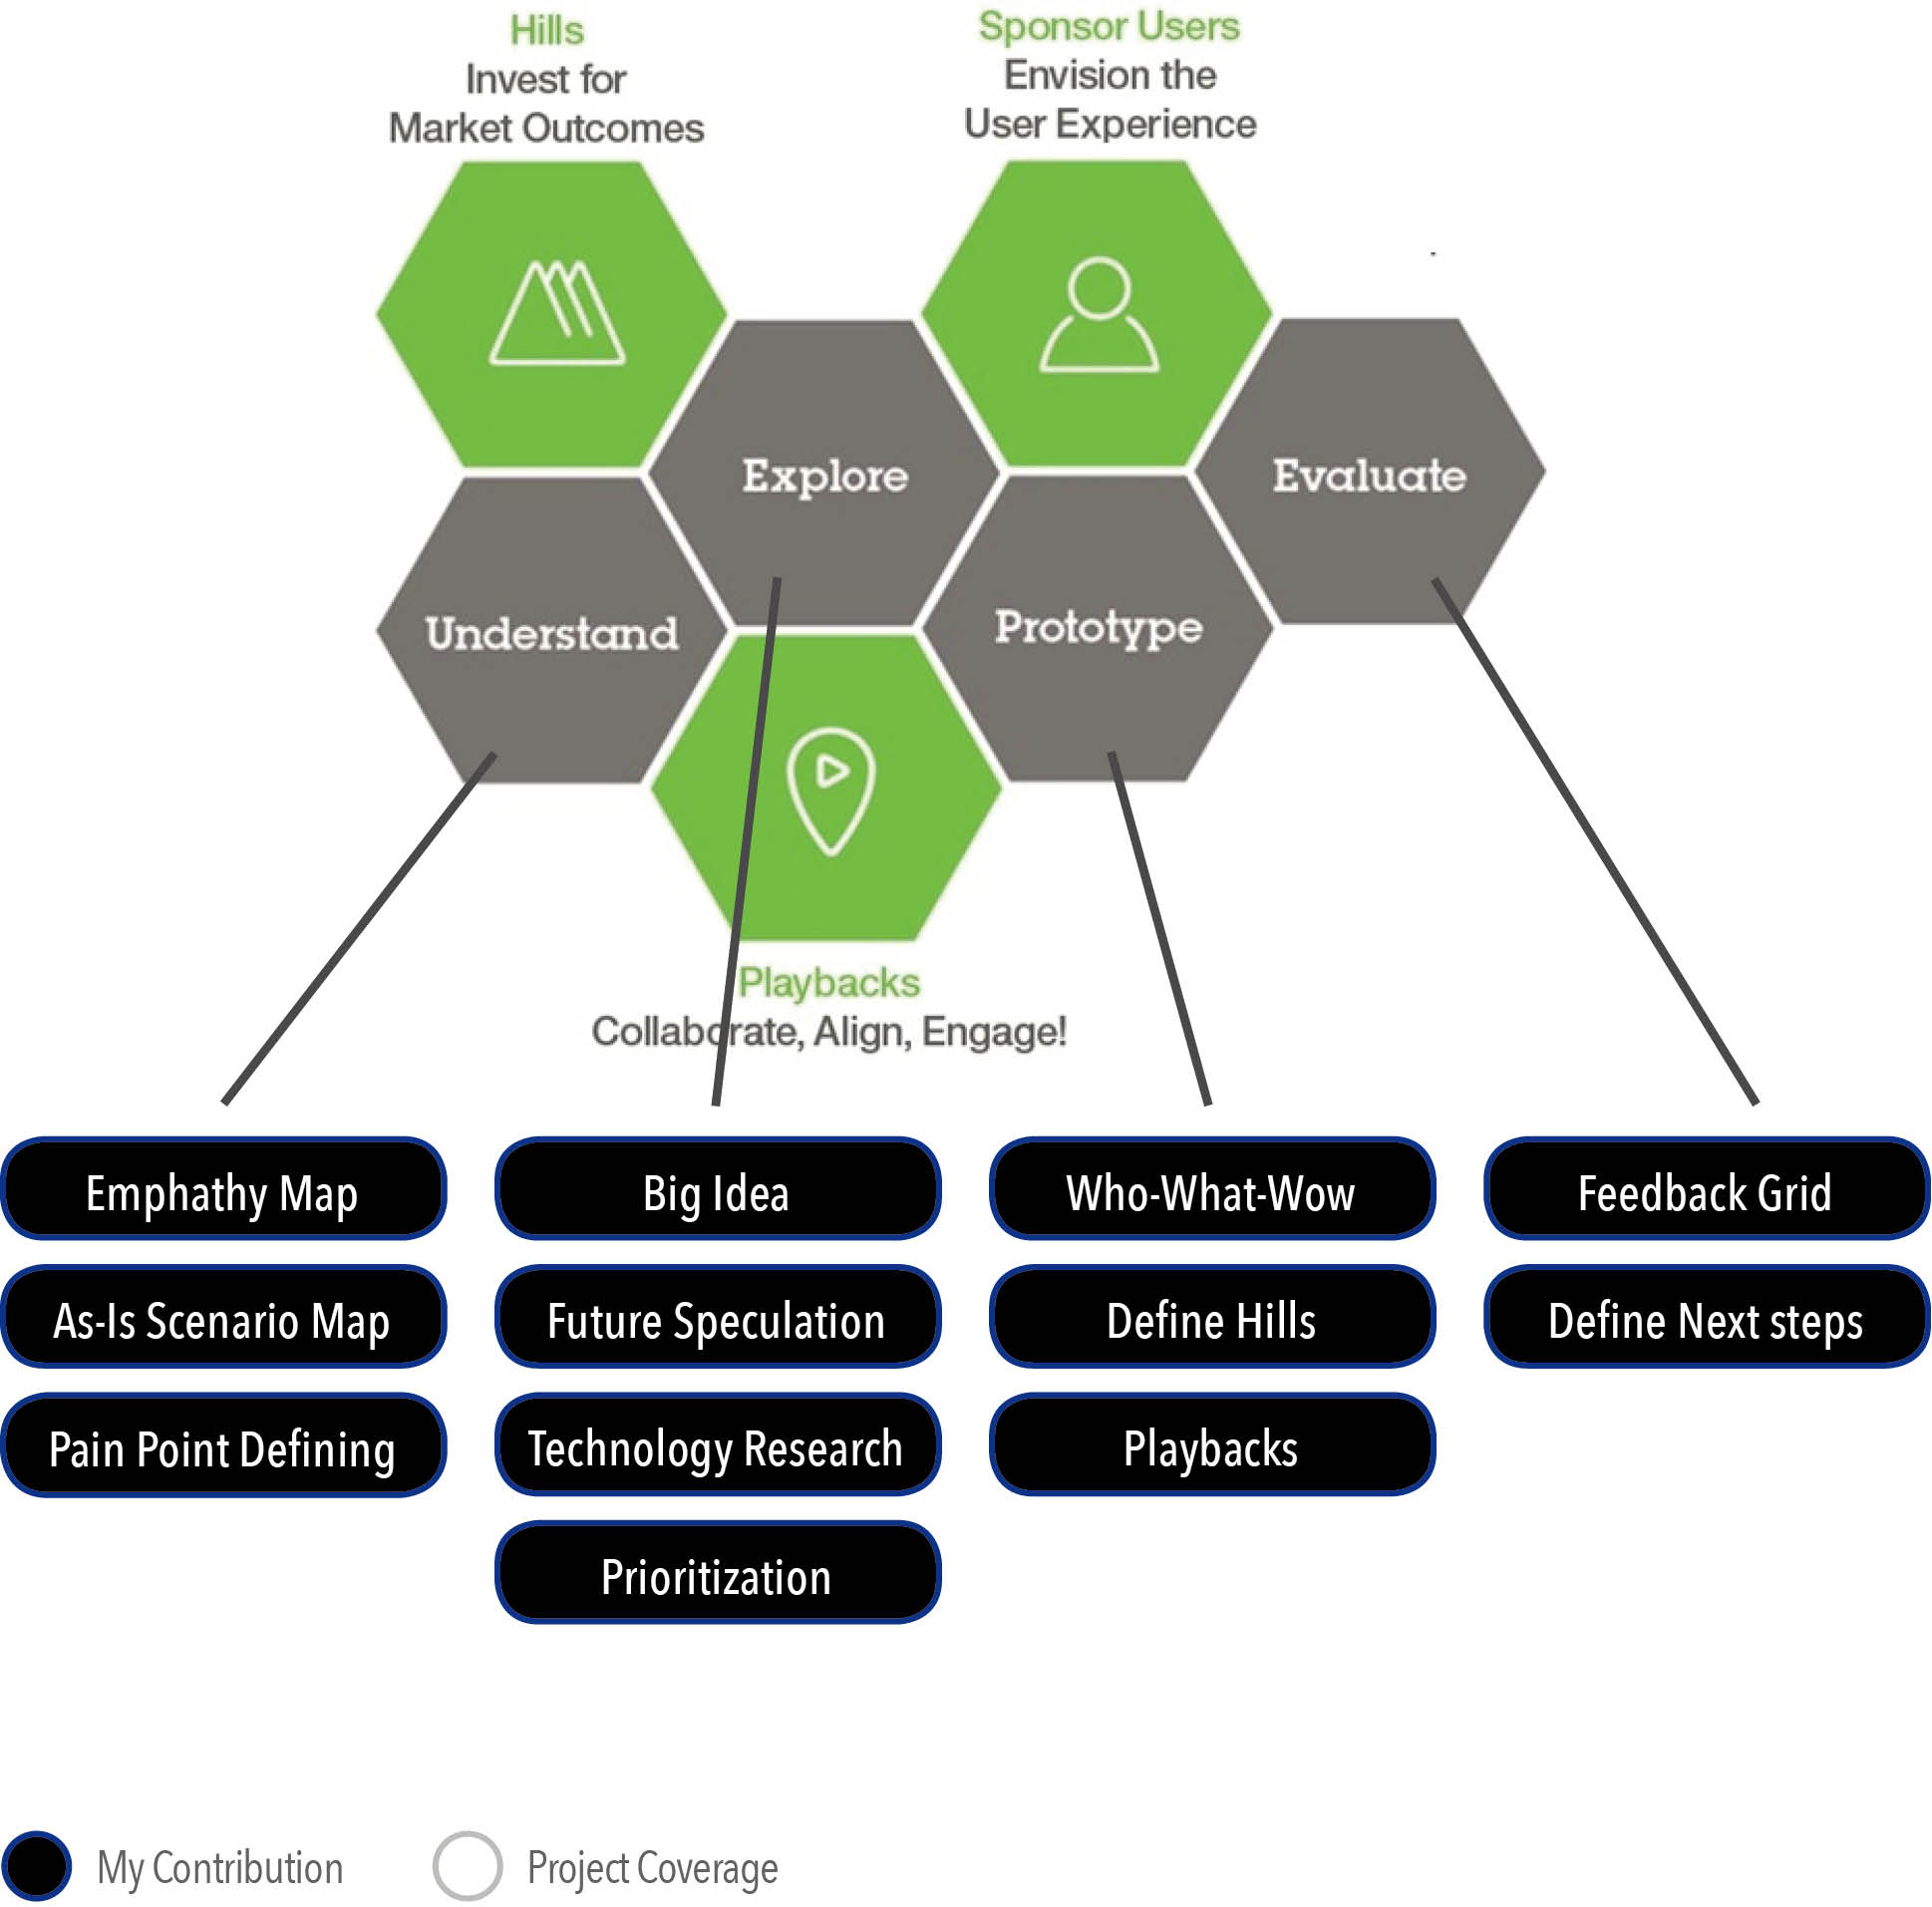 Hills
Invest for
Market Outcomes
Sponsor Users
Envision the
User Experience
Explore
Evaluate
Understand
Prototype
Playbacks
Collaborate, Align, Engage!
Emphathy Map
As-Is Scenario Map
Pain Point Defining
Big Idea
Future Speculation
Technology Research
Prioritization
Who-What-Wow
Define Hills
Playbacks
Feedback Grid
Define Next steps
My Contribution
Project Coverage